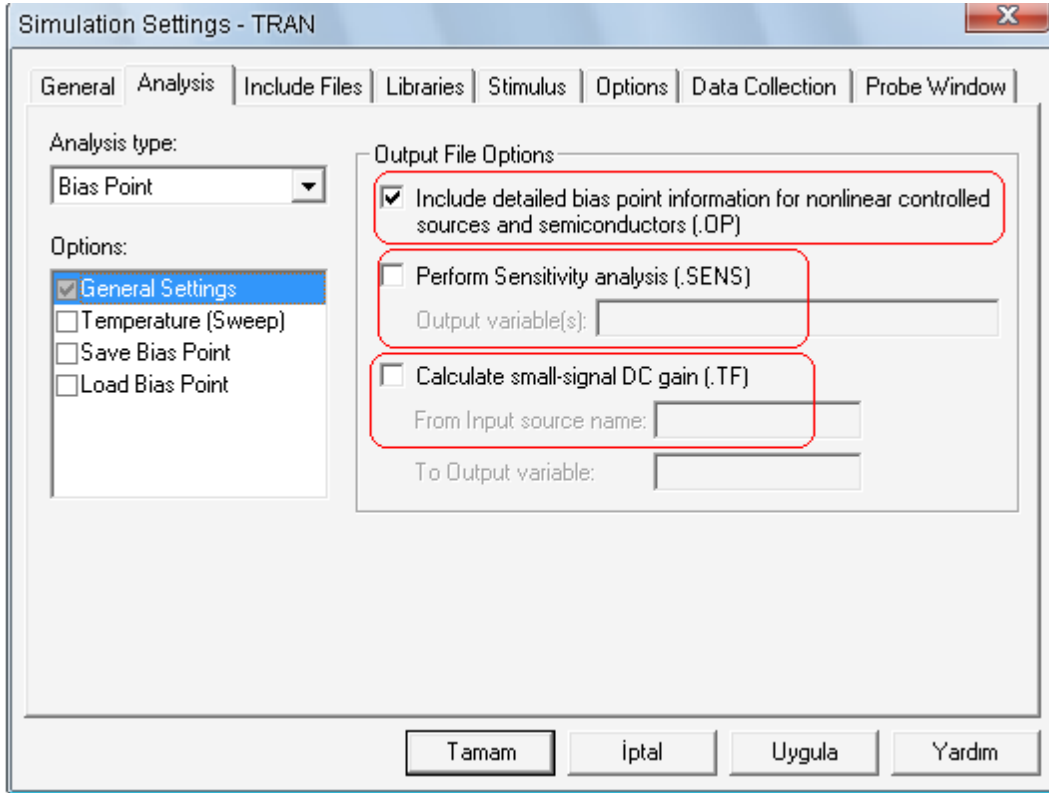 Simulation Settings - TRAN
General Analysis Include Files Libraries Stimulus Options Data Collection Probe Window
Analysis type:
Bias Point
Options:
General Settings
Temperature (Sweep)
Save Bias Point
Load Bias Point
Output File Options
Include detailed bias point information for nonlinear controlled
sources and semiconductors (.OP)
Perform Sensitivity analysis (.SENS)
Output variable(s):
Calculate small-signal DC gain (.TF)
From Input source name:
To Output variable:
Tamam İptal Uygula Yardım